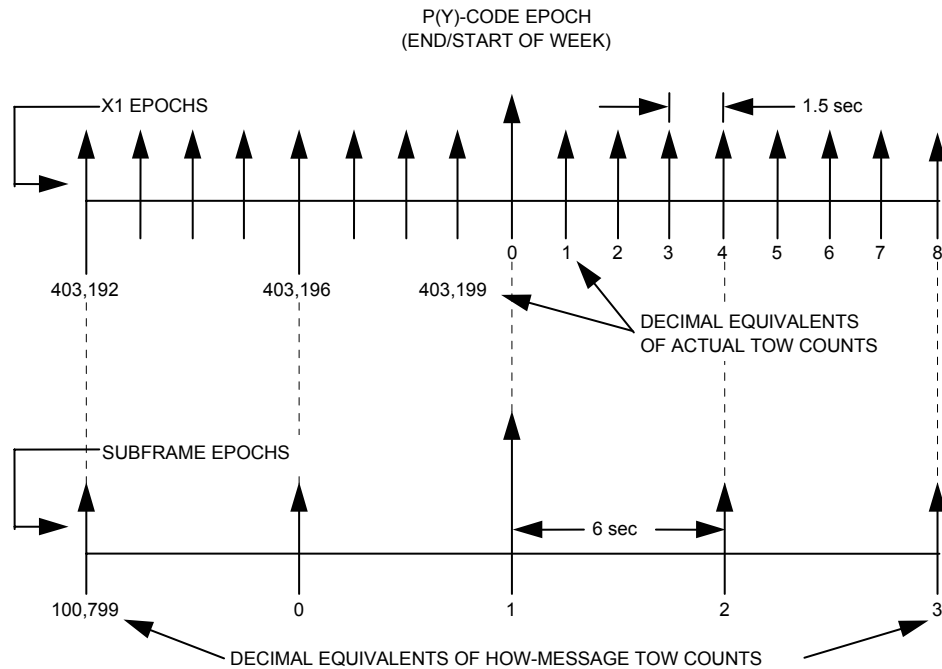 P(Y)-CODE EPOCH
(END/START OF WEEK)
X1 EPOCHS
1.5 sec
0
1
2
3
4
5
6
7
8
403,192
403,196
403,199
DECIMAL EQUIVALENTS
OF ACTUAL TOW COUNTS
SUBFRAME EPOCHS
6 sec
100,799
0
1
2
3
DECIMAL EQUIVALENTS OF HOW-MESSAGE TOW COUNTS